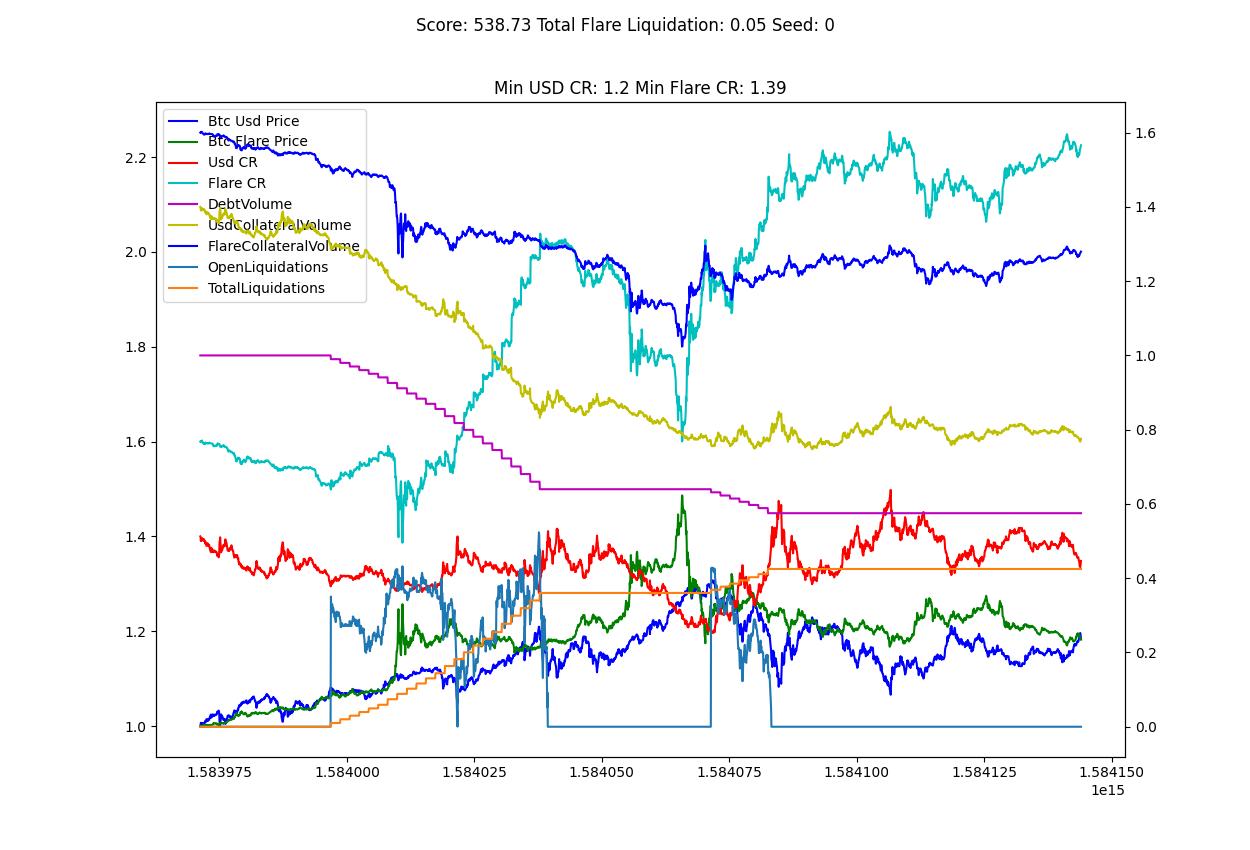 Score: 538.73 Total Flare Liquidation: 0.05 Seed: 0
Min USD CR: 1.2 Min Flare CR: 1.39
Btc Usd Price
Btc Flare Price
Usd CR
Flare CR
DebtVolume
UsdCollateralVolume
FlareCollateralVolume
OpenLiquidations
TotalLiquidations
2.2
2.0
1.8
1.6
1.4
1.2
1.0
1.6
1.4
1.2
1.0
0.8
0.6
0.4
0.2
0.0
1.583975 1.584000 1.584025 1.584050 1.584075 1.584100 1.584125 1.584150
1e15